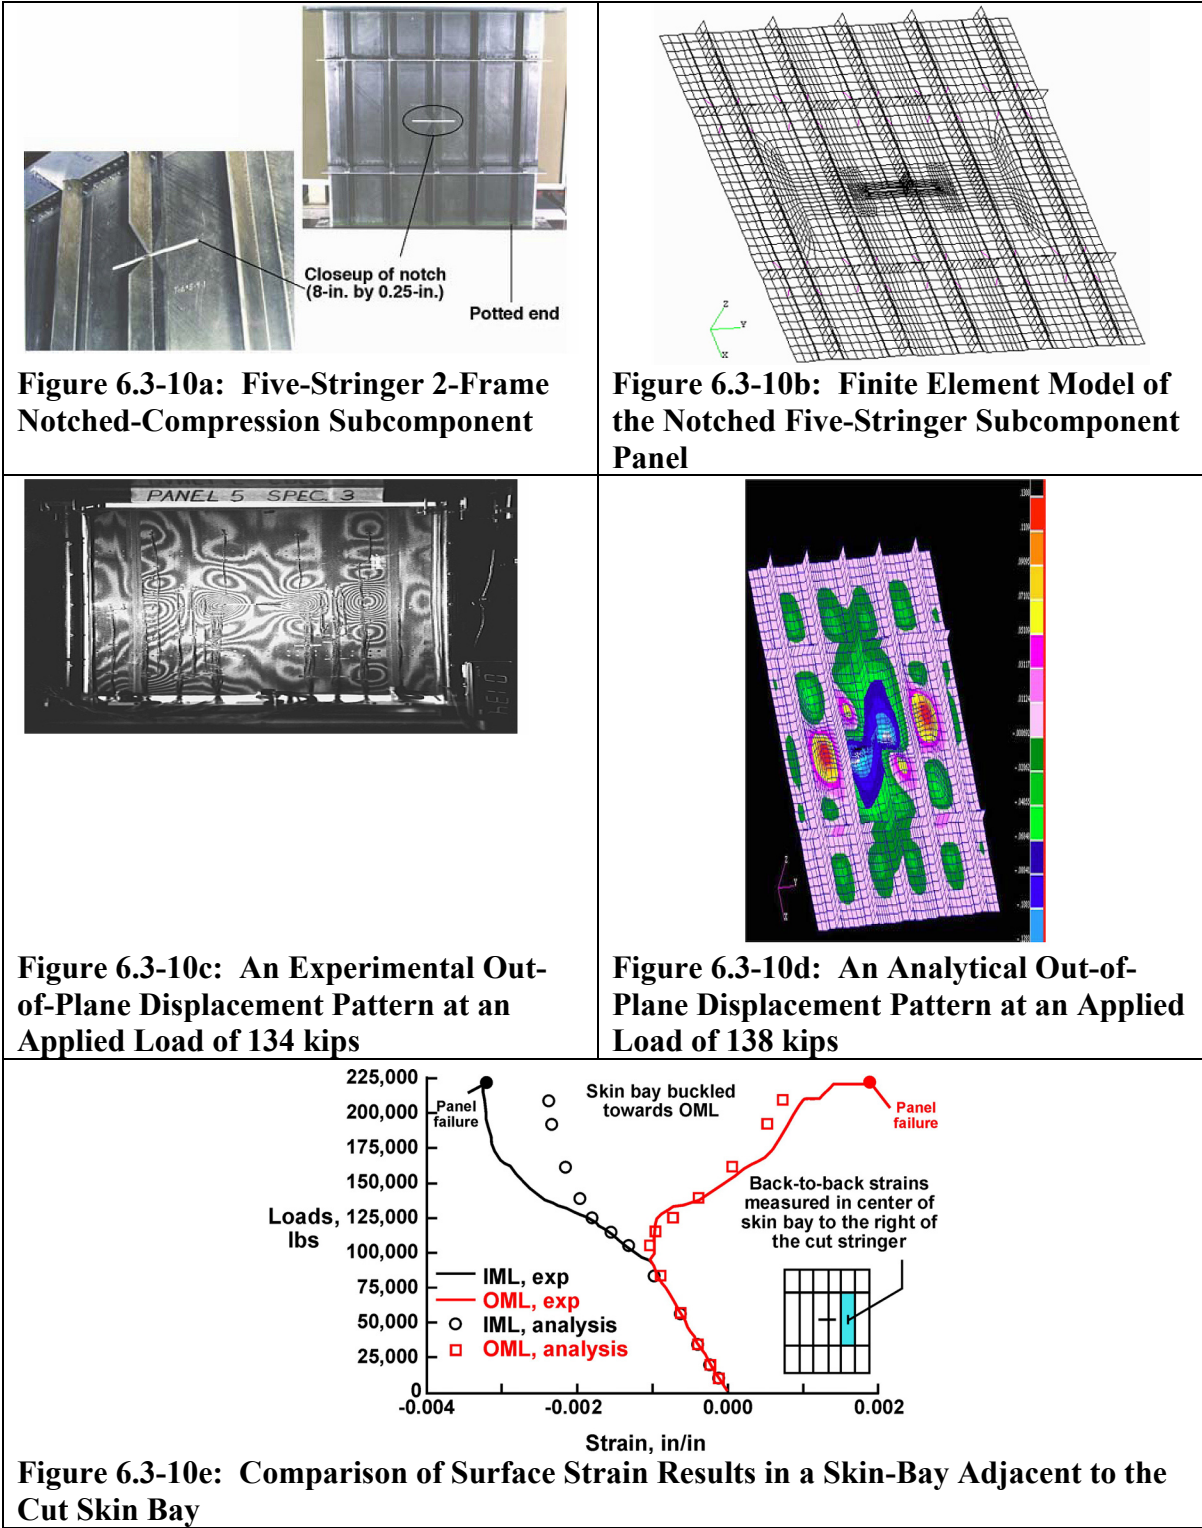 Closeup of notch
(8-in. by 0.25-in.)
Potted end
Figure 6.3-10a: Five-Stringer 2-Frame
Notched-Compression Subcomponent
Z
Y
X
Figure 6.3-10b: Finite Element Model of
the Notched Five-Stringer Subcomponent
Panel
PANEL 5 SPEC. 3
Figure 6.3-10c: An Experimental Out-
of-Plane Displacement Pattern at an
Applied Load of 134 kips
Figure 6.3-10d: An Analytical Out-of-
Plane Displacement Pattern at an Applied
Load of 138 kips
225,000
200,000
175,000
150,000
125,000
100,000
75,000
50,000
25,000
0
Loads,
lbs
Panel
failure
Skin bay buckled
towards OML
Panel
failure
Back-to-back strains
measured in center of
skin bay to the right of
the cut stringer
IML, exp
OML, exp
IML, analysis
OML, analysis
-0.004
-0.002
0.000
0.002
Strain, in/in
Figure 6.3-10e: Comparison of Surface Strain Results in a Skin-Bay Adjacent to the
Cut Skin Bay